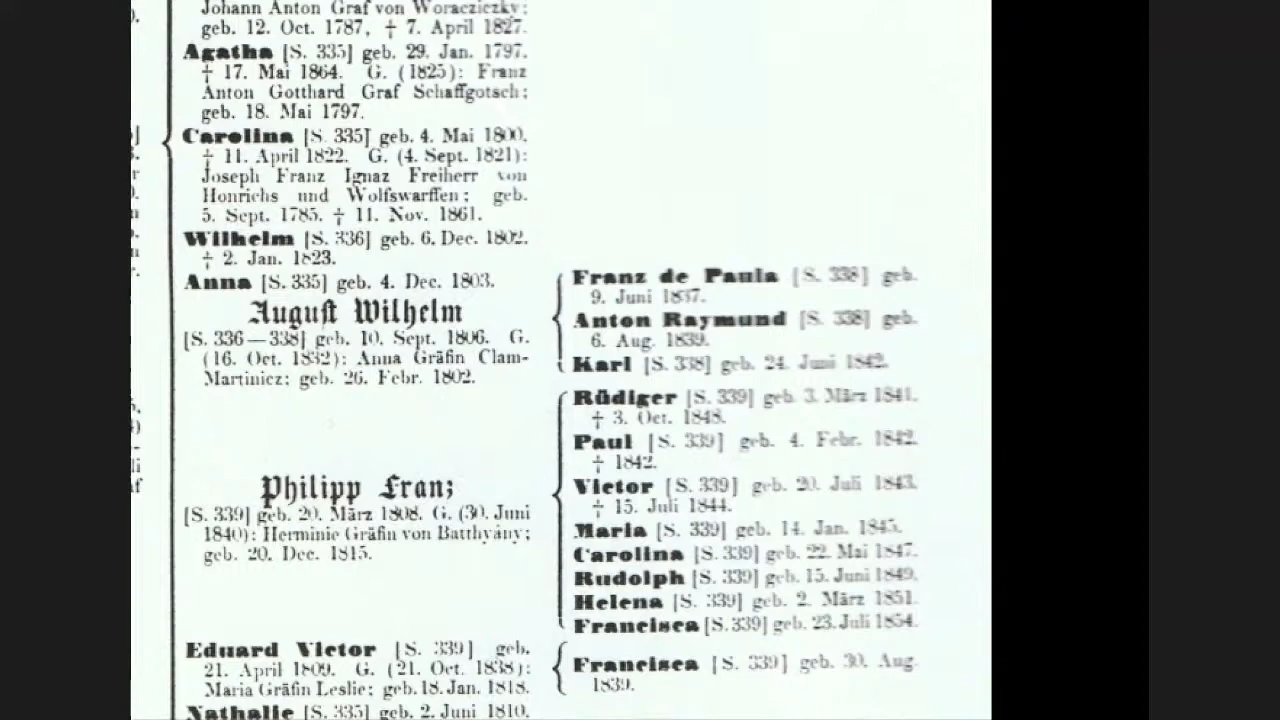 Johann Anton Graf von Woracziczky;
geb. 12. Oct. 1787, † 7. April 1827.
Agatha [S. 335] geb. 29. Jan. 1797.
† 17. Mai 1864. G. (1825): Franz
Anton Gotthard Graf Schaffgotsch;
geb. 18. Mai 1797.
Carolina [S. 335] geb. 4. Mai 1800.
† 11. April 1822. G. (4. Sept. 1821):
Joseph Franz Ignaz Freiherr von
Honrichs und Wolfswarffen; geb.
5. Sept. 1785. † 11. Nov. 1861.
Wilhelm [S. 336] geb. 6. Dec. 1802.
† 2. Jan. 1823.
Anna [S. 335] geb. 4. Dec. 1803.
August Wilhelm
[S. 336—338] geb. 10. Sept. 1806. G.
(16. Oct. 1832): Anna Gräfin Clam-
Martinicz; geb. 26. Febr. 1802.
Philipp Franz
[S. 339] geb. 20. März 1808. G. (30. Juni
1840): Herminie Gräfin von Batthyány;
geb. 20. Dec. 1815.
Eduard Victor [S. 339] geb.
21. April 1809. G. (21. Oct. 1838):
Maria Gräfin Leslie; geb. 18. Jan. 1818.
Nathalie [S. 335] geb. 2. Juni 1810.
Franz de Paula [S. 338] geb.
9. Juni 1837.
Anton Raymund [S. 338] geb.
6. Aug. 1839.
Karl [S. 338] geb. 24. Juni 1842.
Rüdiger [S. 339] geb. 3. März 1841.
† 3. Oct. 1848.
Paul [S. 339] geb. 4. Febr. 1842.
† 1842.
Victor [S. 339] geb. 20. Juli 1843.
† 15. Juli 1844.
Maria [S. 339] geb. 14. Jan. 1845.
Carolina [S. 339] geb. 22. Mai 1847.
Rudolph [S. 339] geb. 15. Juni 1849.
Helena [S. 339] geb. 2. März 1851.
Francisca [S. 339] geb. 23. Juli 1854.
Francisca [S. 339] geb. 30. Aug.
1839.